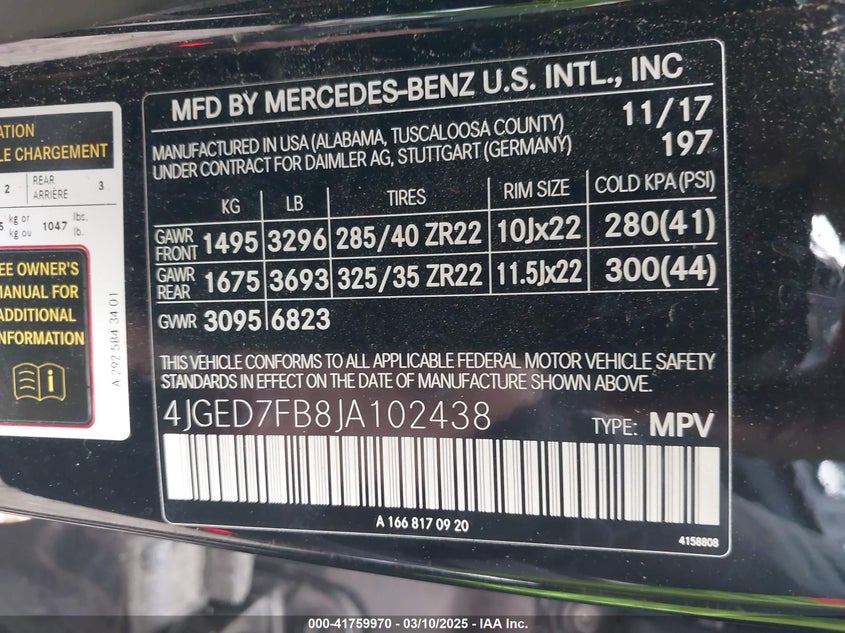 ATION
LE CHARGEMENT
2 REAR ARRIÈRE 3
kg or kg ou 1047 lbc. lb.
EE OWNER'S
MANUAL FOR
ADDITIONAL
INFORMATION
A 292 584 34 01
MFD BY MERCEDES-BENZ U.S. INTL., INC
MANUFACTURED IN USA (ALABAMA, TUSCALOOSA COUNTY) 11/17
UNDER CONTRACT FOR DAIMLER AG, STUTTGART (GERMANY) 197
KG LB TIRES RIM SIZE COLD KPA (PSI)
GAWR FRONT 1495 3296 285/40 ZR22 10Jx22 280(41)
GAWR REAR 1675 3693 325/35 ZR22 11.5Jx22 300(44)
GVWR 3095 6823
THIS VEHICLE CONFORMS TO ALL APPLICABLE FEDERAL MOTOR VEHICLE SAFETY
STANDARDS IN EFFECT ON THE DATE OF MANUFACTURE SHOWN ABOVE.
4JGED7FB8JA102438 TYPE: MPV
A 166 817 09 20
4158808
000-41759970 - 03/10/2025 - IAA Inc.